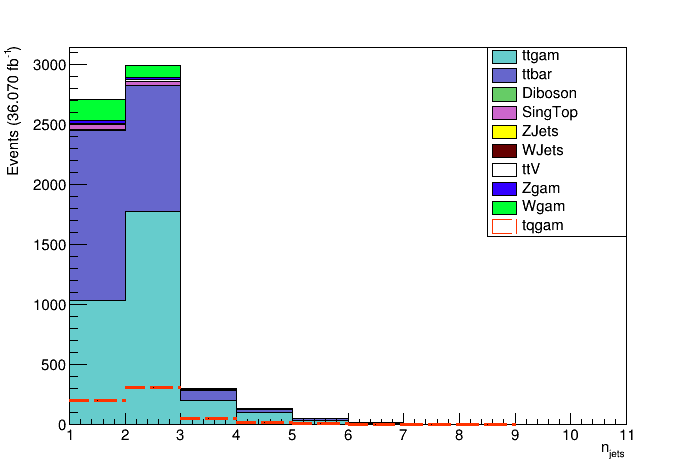 Events (36.070 fb-1)
3000
2500
2000
1500
1000
500
0
1 2 3 4 5 6 7 8 9 10 11
njets
ttgam
ttbar
Diboson
SingTop
ZJets
WJets
ttV
Zgam
Wgam
tqgam